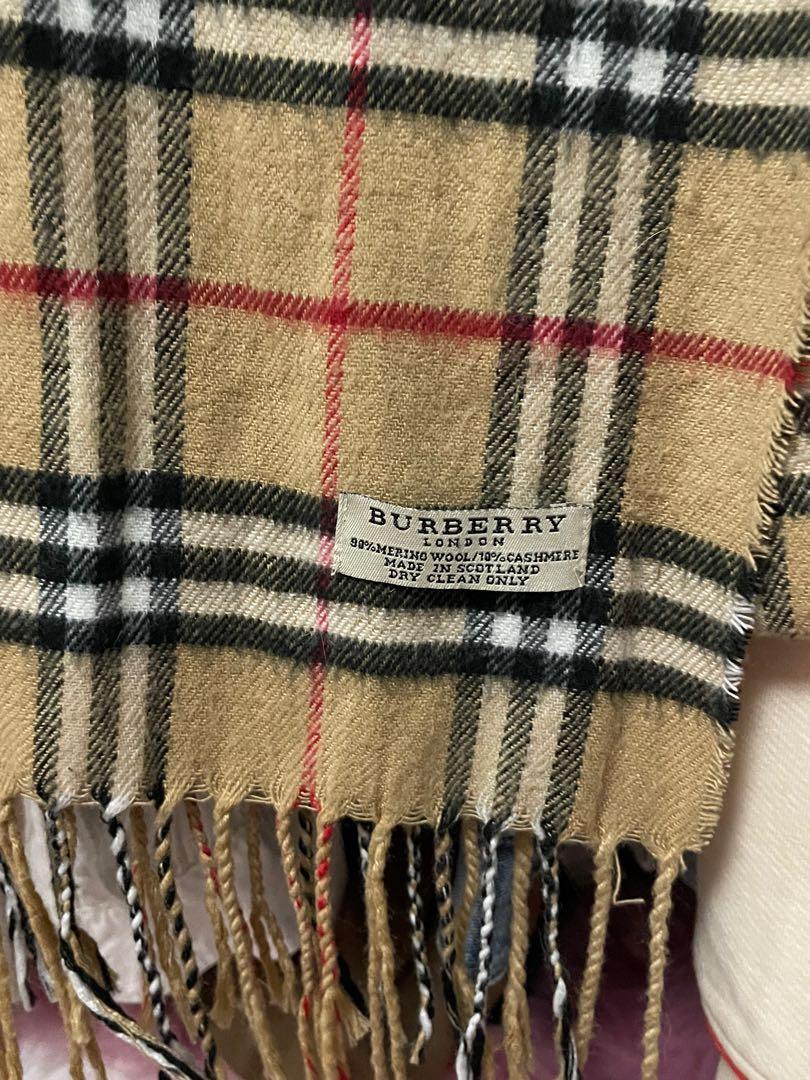 BURBERRY
LONDON
90%MERINO WOOL/10%CASHMERE
MADE IN SCOTLAND
DRY CLEAN ONLY